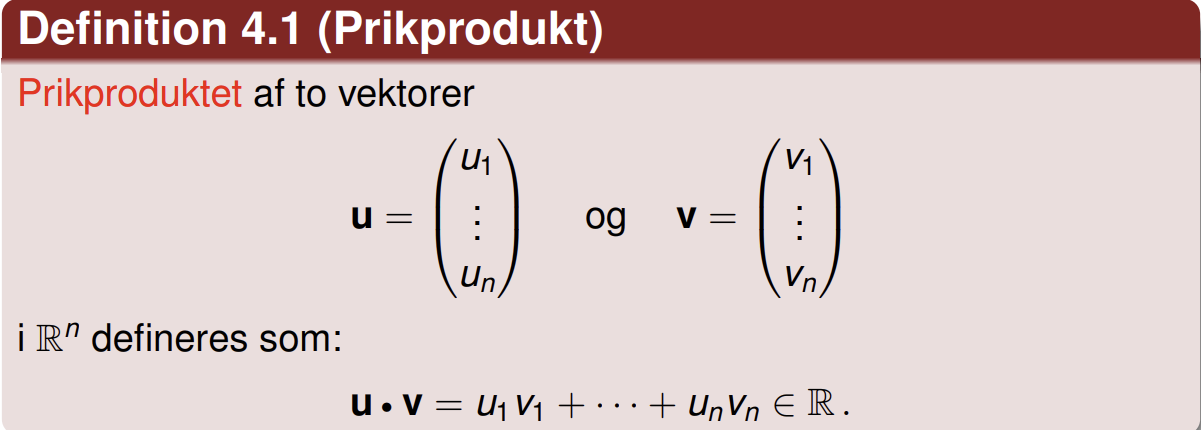 Definition 4.1 (Prikprodukt)
Prikproduktet af to vektorer
u = (u₁ ⋮ uₙ) og v = (v₁ ⋮ vₙ)
i ℝⁿ defineres som:
u • v = u₁v₁ + ··· + uₙvₙ ∈ ℝ.